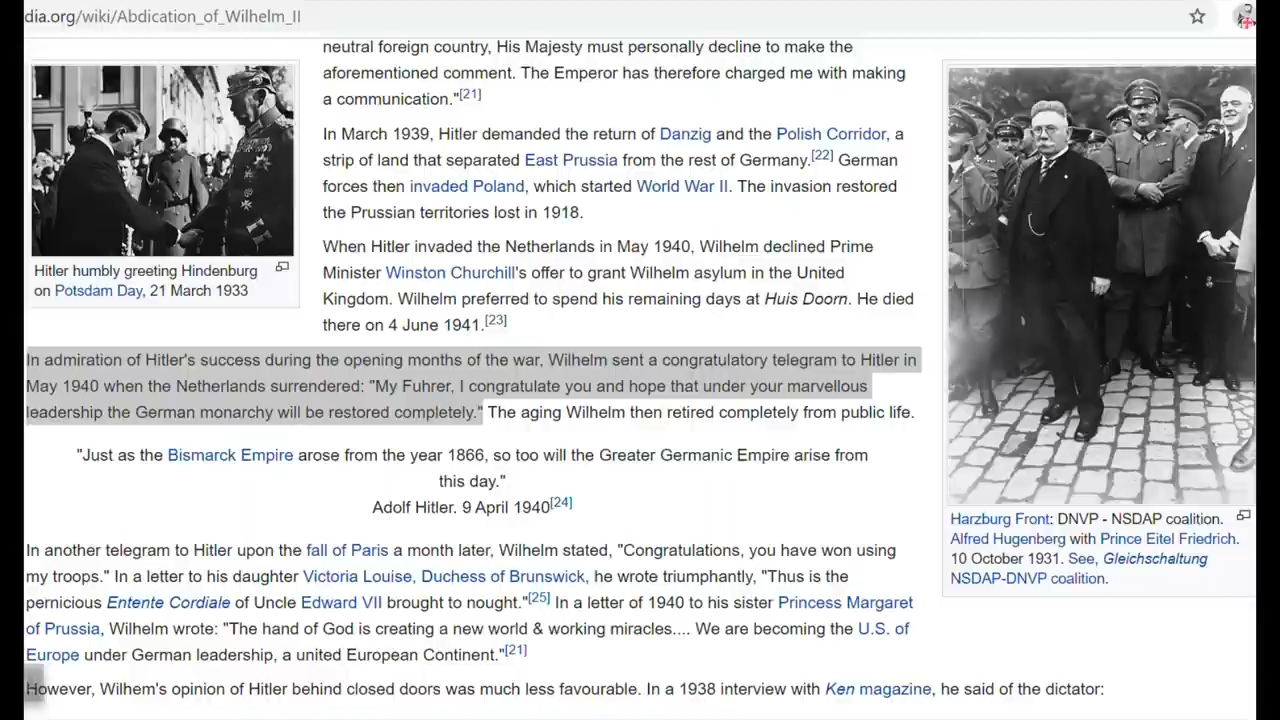 dia.org/wiki/Abdication_of_Wilhelm_II
neutral foreign country, His Majesty must personally decline to make the
aforementioned comment. The Emperor has therefore charged me with making
a communication."[21]
In March 1939, Hitler demanded the return of Danzig and the Polish Corridor, a
strip of land that separated East Prussia from the rest of Germany.[22] German
forces then invaded Poland, which started World War II. The invasion restored
the Prussian territories lost in 1918.
When Hitler invaded the Netherlands in May 1940, Wilhelm declined Prime
Minister Winston Churchill's offer to grant Wilhelm asylum in the United
Kingdom. Wilhelm preferred to spend his remaining days at Huis Doorn. He died
there on 4 June 1941.[23]
Hitler humbly greeting Hindenburg
on Potsdam Day, 21 March 1933
In admiration of Hitler's success during the opening months of the war, Wilhelm sent a congratulatory telegram to Hitler in
May 1940 when the Netherlands surrendered: "My Fuhrer, I congratulate you and hope that under your marvellous
leadership the German monarchy will be restored completely." The aging Wilhelm then retired completely from public life.
"Just as the Bismarck Empire arose from the year 1866, so too will the Greater Germanic Empire arise from
this day."
Adolf Hitler. 9 April 1940[24]
In another telegram to Hitler upon the fall of Paris a month later, Wilhelm stated, "Congratulations, you have won using
my troops." In a letter to his daughter Victoria Louise, Duchess of Brunswick, he wrote triumphantly, "Thus is the
pernicious Entente Cordiale of Uncle Edward VII brought to nought."[25] In a letter of 1940 to his sister Princess Margaret
of Prussia, Wilhelm wrote: "The hand of God is creating a new world & working miracles.... We are becoming the U.S. of
Europe under German leadership, a united European Continent."[21]
However, Wilhem's opinion of Hitler behind closed doors was much less favourable. In a 1938 interview with Ken magazine, he said of the dictator:
Harzburg Front: DNVP - NSDAP coalition.
Alfred Hugenberg with Prince Eitel Friedrich.
10 October 1931. See, Gleichschaltung
NSDAP-DNVP coalition.